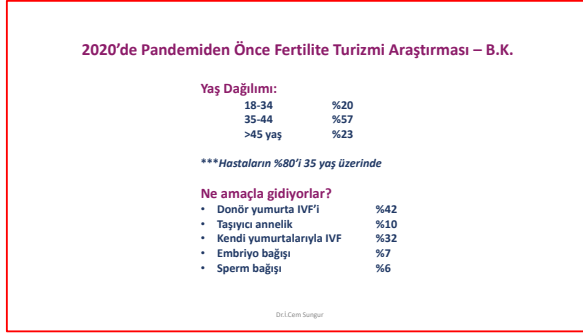 2020’de Pandemiden Önce Fertilite Turizmi Araştırması – B.K.
Yaş Dağılımı:
18-34 %20
35-44 %57
>45 yaş %23
***Hastaların %80’i 35 yaş üzerinde
Ne amaçla gidiyorlar?
• Donör yumurta IVF’i %42
• Taşıyıcı annelik %10
• Kendi yumurtalarıyla IVF %32
• Embriyo bağışı %7
• Sperm bağışı %6
Dr.İ.Cem Sungur